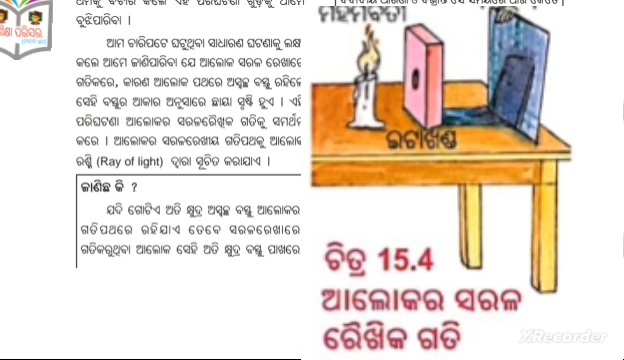 ବୁଝିପାରିବା ।
ଆମ ଚାରିପଟେ ଘଟୁଥିବା ସାଧାରଣ ଘଟଣାକୁ ଲକ୍ଷ
କଲେ ଆମେ ଜାଣିପାରିବା ଯେ ଆଲୋକ ସରଳ ରେଖାରେ
ଗତିକରେ, କାରଣ ଆଲୋକ ପଥରେ ଅସ୍ୱଚ୍ଛ ବସ୍ତୁ ରହିଲେ
ସେହି ବସ୍ତୁର ଆକାର ଅନୁସାରେ ଛାୟା ସୃଷ୍ଟି ହୁଏ । ଏହି
ପରିଘଟଣା ଆଲୋକର ସରଳରୈଖିକ ଗତିକୁ ସମର୍ଥନ
କରେ । ଆଲୋକର ସରଳରେଖୀୟ ଗତିପଥକୁ ଆଲୋକ
ରଶ୍ମି (Ray of light) ଦ୍ୱାରା ସୂଚିତ କରାଯାଏ ।
ଜାଣିଛ କି ?
ଯଦି ଗୋଟିଏ ଅତି କ୍ଷୁଦ୍ର ଅସ୍ୱଚ୍ଛ ବସ୍ତୁ ଆଲୋକର
ଗତିପଥରେ ରହିଯାଏ ତେବେ ସରଳରେଖାରେ
ଗତିକରୁଥିବା ଆଲୋକ ସେହି ଅତି କ୍ଷୁଦ୍ର ବସ୍ତୁ ପାଖରେ
ମହମବତୀ
ଇଟାଖଣ୍ଡ
ଚିତ୍ର 15.4
ଆଲୋକର ସରଳ
ରୈଖିକ ଗତି
XRecorder